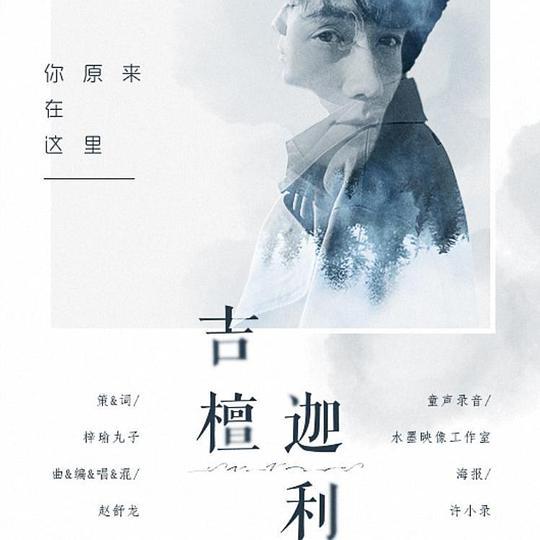 你原来
在
这里
吉
檀迦
利
策&词/
梓瑜丸子
曲&编&唱&混/
赵舒龙
童声录音/
水墨映像工作室
海报/
许小录